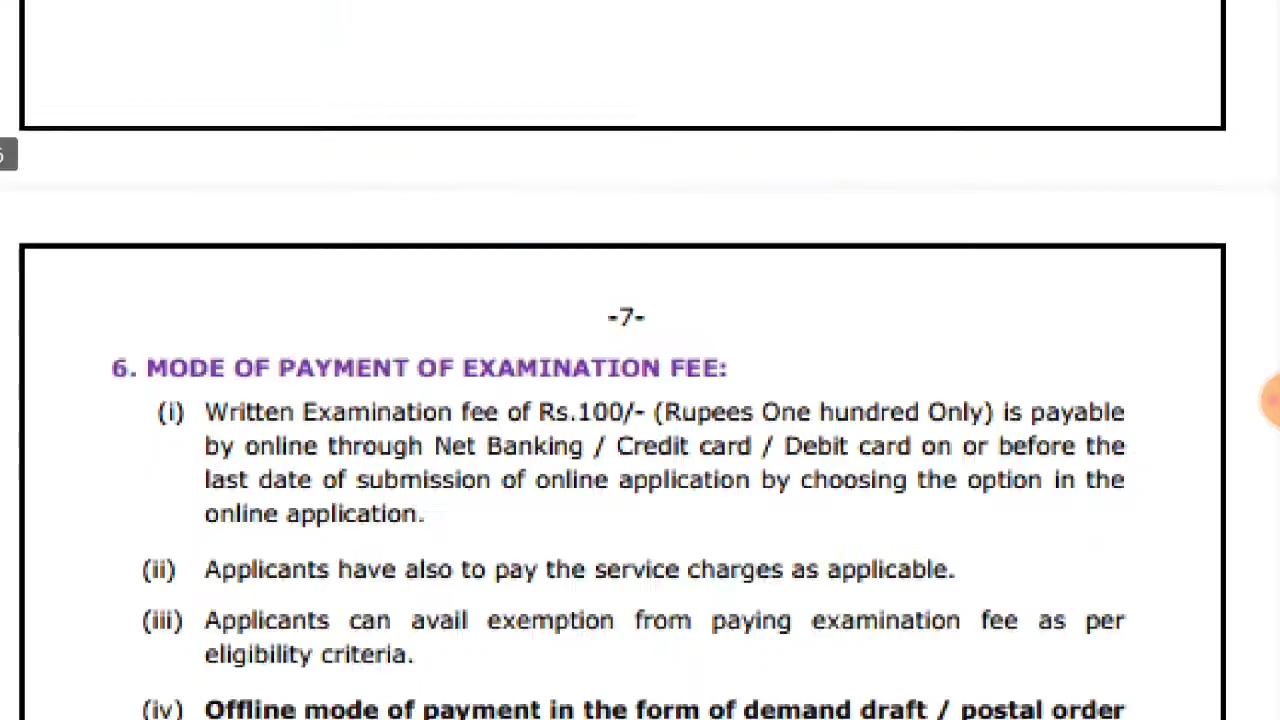 6
-7-
6. MODE OF PAYMENT OF EXAMINATION FEE:
(i) Written Examination fee of Rs.100/- (Rupees One hundred Only) is payable
by online through Net Banking / Credit card / Debit card on or before the
last date of submission of online application by choosing the option in the
online application.
(ii) Applicants have also to pay the service charges as applicable.
(iii) Applicants can avail exemption from paying examination fee as per
eligibility criteria.
(iv) Offline mode of payment in the form of demand draft / postal order